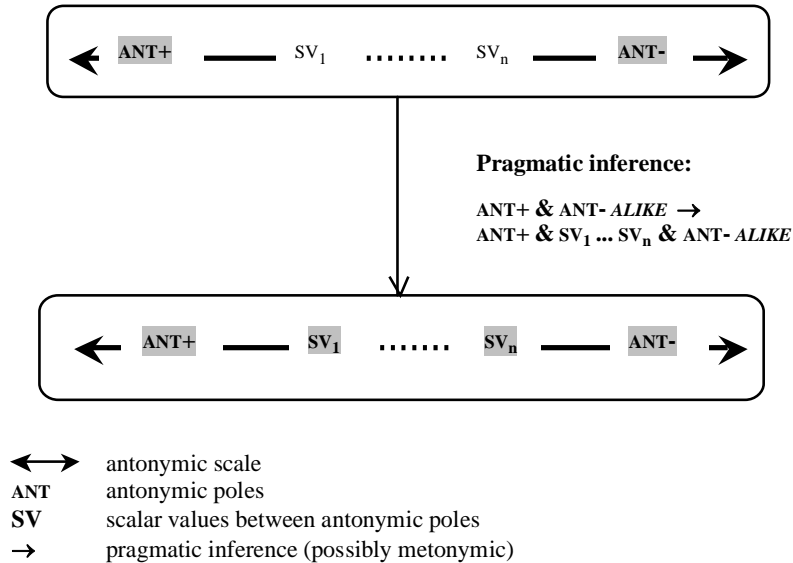 ANT+ SV₁ SVₙ ANT-
Pragmatic inference:
ANT+ & ANT- ALIKE →
ANT+ & SV₁ ... SVₙ & ANT- ALIKE
ANT+ SV₁ SVₙ ANT-
antonymic scale
ANT antonymic poles
SV scalar values between antonymic poles
→ pragmatic inference (possibly metonymic)